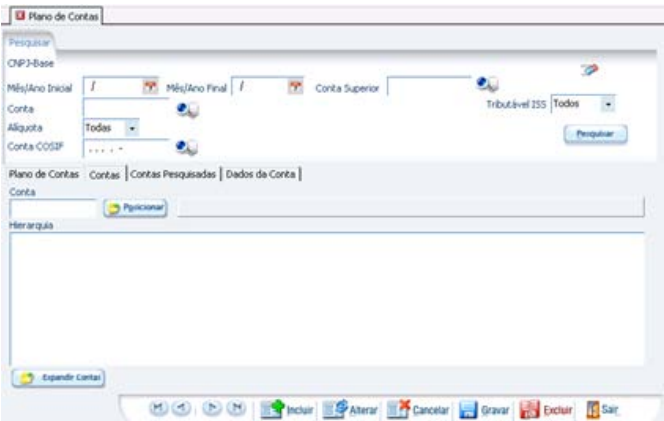 Plano de Contas
Pesquisar
CNPJ-Base
Mês/Ano Inicial / Mês/Ano Final / Conta Superior
Tributável ISS Todos
Conta
Alíquota Todas
Pesquisar
Conta COSIF . . . . -
Plano de Contas Contas Contas Pesquisadas Dados da Conta
Conta
Posicionar
Hierarquia
Expandir Contas
Incluir Alterar Cancelar Gravar Excluir Sair